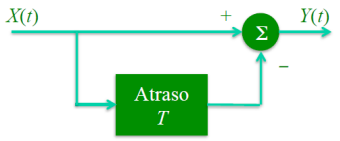 X(t)
+
Σ
Y(t)
−
Atraso
T